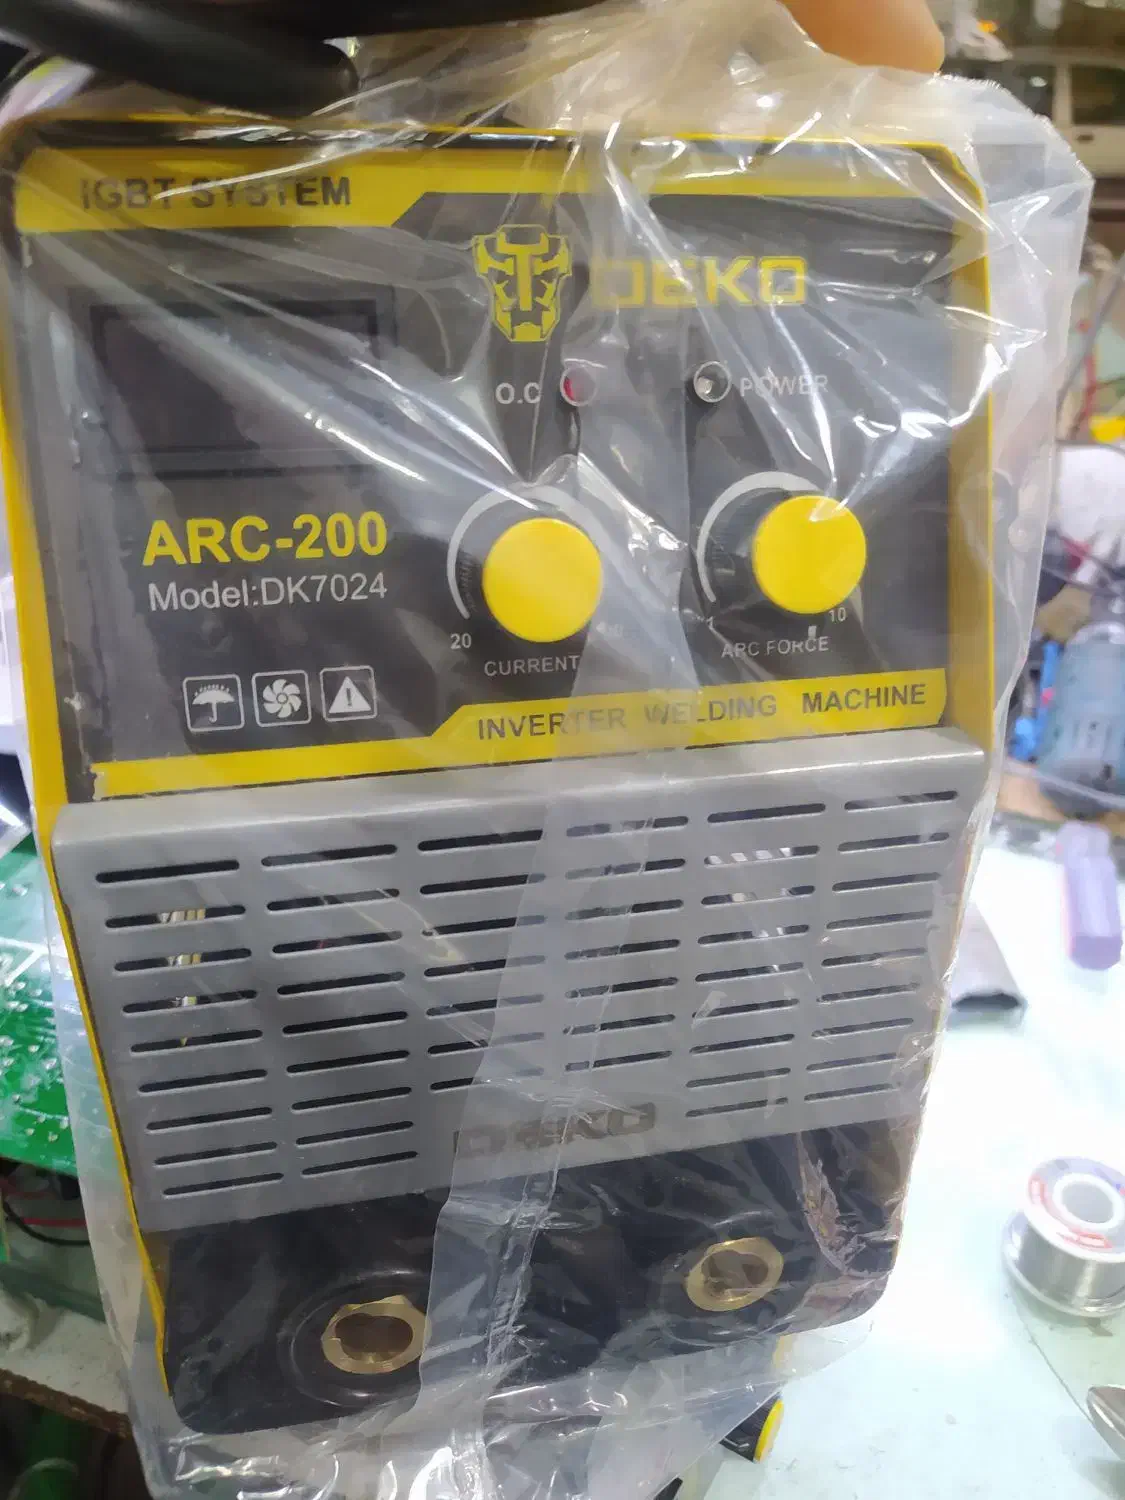 IGBT SYSTEM
DEKO
O.C
POWER
ARC-200
Model:DK7024
20
CURRENT
1
10
ARC FORCE
INVERTER WELDING MACHINE
DEKO